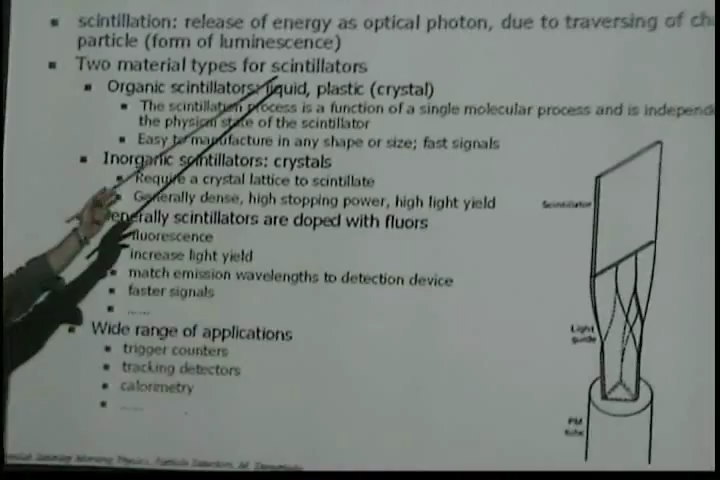 scintillation: release of energy as optical photon, due to traversing of
particle (form of luminescence)
Two material types for scintillators
Organic scintillators: liquid, plastic (crystal)
The scintillation process is a function of a single molecular process and is
the physical state of the scintillator
Easy to manufacture in any shape or size; fast signals
Inorganic scintillators: crystals
Require a crystal lattice to scintillate
Generally dense, high stopping power, high light yield
Scintillator
enerally scintillators are doped with fluors
fluorescence
increase light yield
match emission wavelengths to detection device
faster signals
......
Light
guide
Wide range of applications
trigger counters
tracking detectors
calorimetry
......
PM
tube
Physics, Particle Detectors, M.